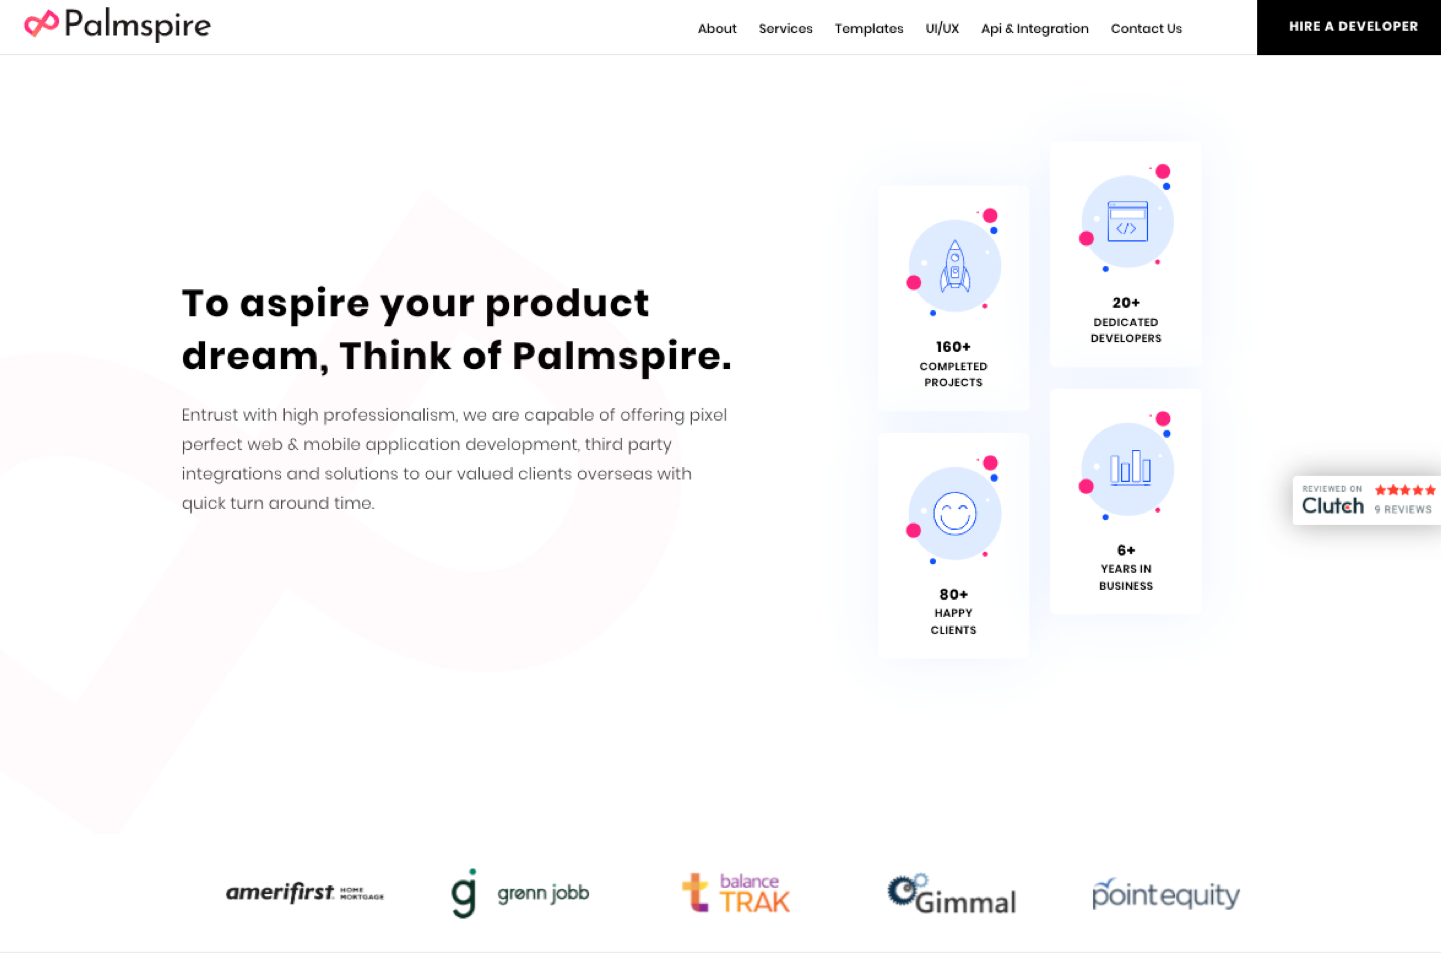 Palmspire
About Services Templates UI/UX Api & Integration Contact Us
HIRE A DEVELOPER
To aspire your product
dream, Think of Palmspire.
Entrust with high professionalism, we are capable of offering pixel
perfect web & mobile application development, third party
integrations and solutions to our valued clients overseas with
quick turn around time.
160+
COMPLETED
PROJECTS
20+
DEDICATED
DEVELOPERS
80+
HAPPY
CLIENTS
6+
YEARS IN
BUSINESS
REVIEWED ON
Clutch
9 REVIEWS
amerifirst HOME
MORTGAGE
gj grønn jobb
t balance
TRAK
Gimmal
pointequity